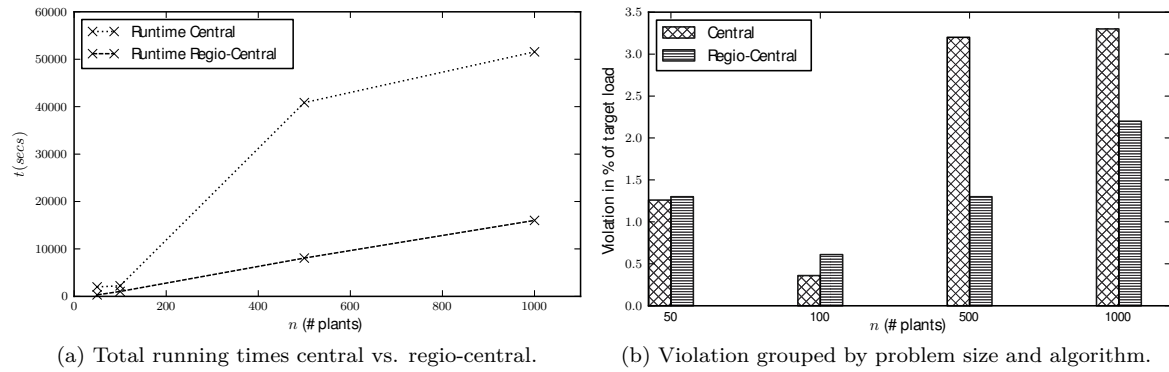 60000
50000
40000
30000
20000
10000
0
t(secs)
Runtime Central
Runtime Regio-Central
0 200 400 600 800 1000
n (# plants)
(a) Total running times central vs. regio-central.
3.5
3.0
2.5
2.0
1.5
1.0
0.5
0.0
Violation in % of target load
Central
Regio-Central
50 100 500 1000
n (# plants)
(b) Violation grouped by problem size and algorithm.